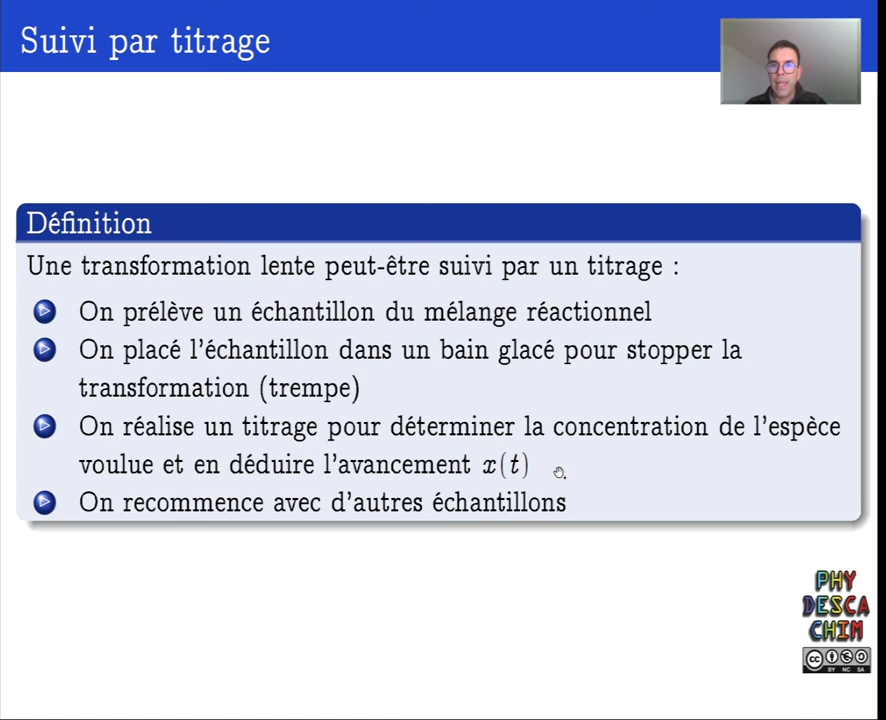 Suivi par titrage
Définition
Une transformation lente peut-être suivi par un titrage :
On prélève un échantillon du mélange réactionnel
On placé l'échantillon dans un bain glacé pour stopper la
transformation (trempe)
On réalise un titrage pour déterminer la concentration de l'espèce
voulue et en déduire l'avancement x(t)
On recommence avec d'autres échantillons
PHY
DESCA
CHIM
cc
BY NC SA